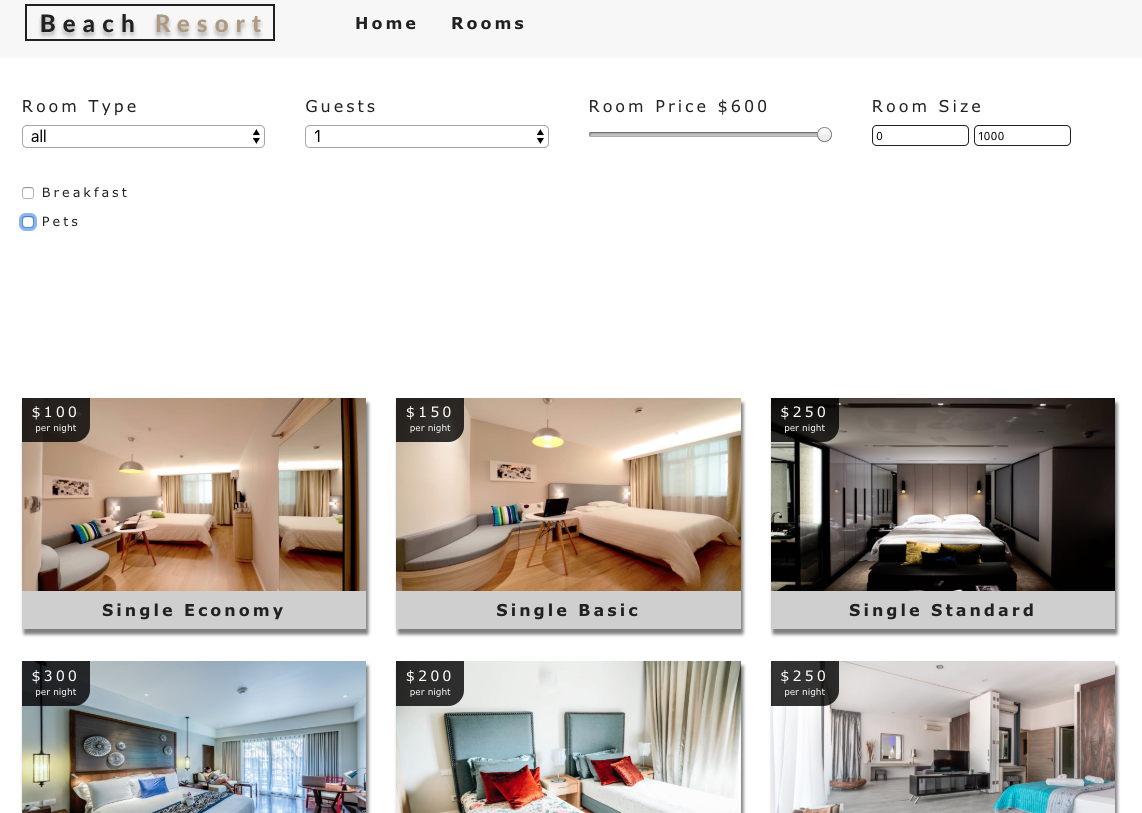 Beach Resort
Home Rooms
Room Type
all
Guests
1
Room Price $600
Room Size
0 1000
Breakfast
Pets
$100
per night
Single Economy
$150
per night
Single Basic
$250
per night
Single Standard
$300
per night
$200
per night
$250
per night